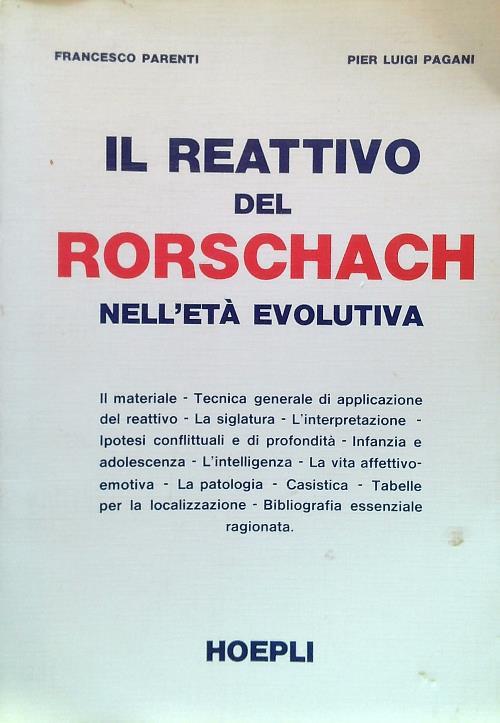 FRANCESCO PARENTI PIER LUIGI PAGANI
IL REATTIVO
DEL
RORSCHACH
NELL'ETÀ EVOLUTIVA
Il materiale - Tecnica generale di applicazione
del reattivo - La siglatura - L'interpretazione -
Ipotesi conflittuali e di profondità - Infanzia e
adolescenza - L'intelligenza - La vita affettivo-
emotiva - La patologia - Casistica - Tabelle
per la localizzazione - Bibliografia essenziale
ragionata.
HOEPLI